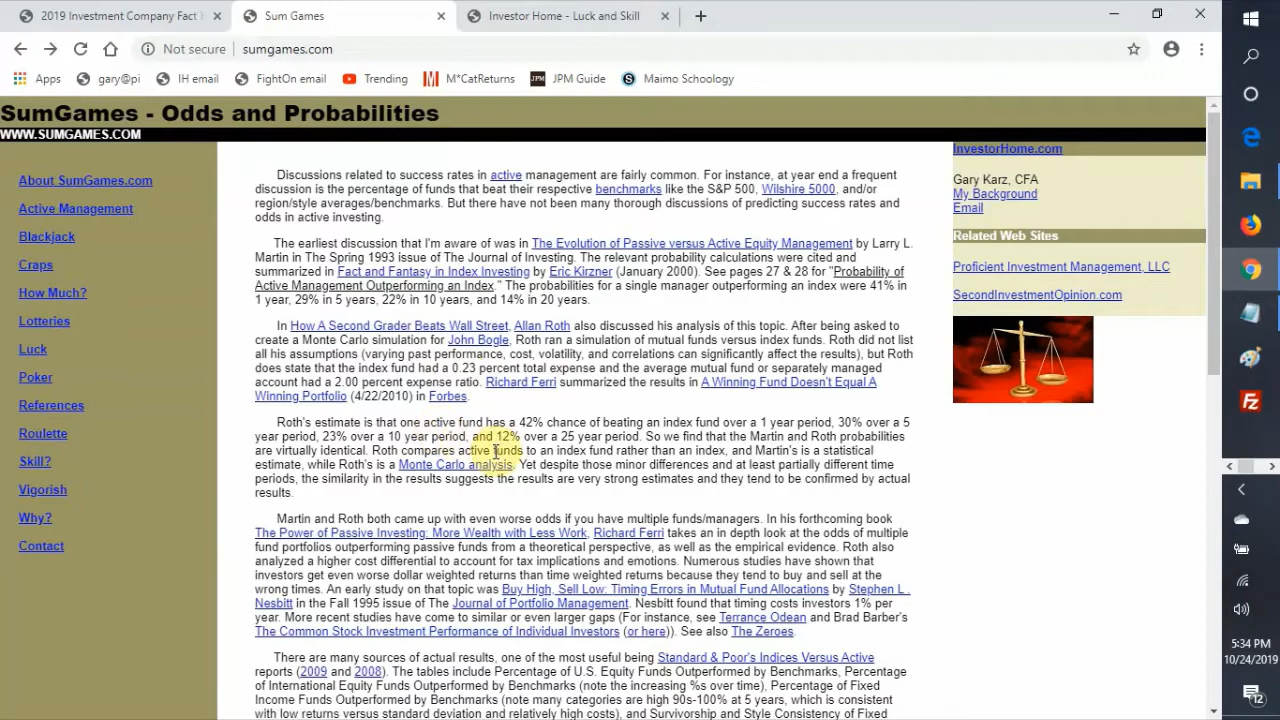 2019 Investment Company Fact
Sum Games
Investor Home - Luck and Skill
Not secure
sumgames.com
Apps
gary@pi
IH email
FightOn email
Trending
M*CatReturns
JPM Guide
Maimo Schoology
SumGames - Odds and Probabilities
WWW.SUMGAMES.COM
About SumGames.com
Active Management
Blackjack
Craps
How Much?
Lotteries
Luck
Poker
References
Roulette
Skill?
Vigorish
Why?
Contact
Discussions related to success rates in active management are fairly common. For instance, at year end a frequent
discussion is the percentage of funds that beat their respective benchmarks like the S&P 500, Wilshire 5000, and/or
region/style averages/benchmarks. But there have not been many thorough discussions of predicting success rates and
odds in active investing.
The earliest discussion that I'm aware of was in The Evolution of Passive versus Active Equity Management by Larry L.
Martin in The Spring 1993 issue of The Journal of Investing. The relevant probability calculations were cited and
summarized in Fact and Fantasy in Index Investing by Eric Kirzner (January 2000). See pages 27 & 28 for "Probability of
Active Management Outperforming an Index." The probabilities for a single manager outperforming an index were 41% in
1 year, 29% in 5 years, 22% in 10 years, and 14% in 20 years.
In How A Second Grader Beats Wall Street, Allan Roth also discussed his analysis of this topic. After being asked to
create a Monte Carlo simulation for John Bogle, Roth ran a simulation of mutual funds versus index funds. Roth did not list
all his assumptions (varying past performance, cost, volatility, and correlations can significantly affect the results), but Roth
does state that the index fund had a 0.23 percent total expense and the average mutual fund or separately managed
account had a 2.00 percent expense ratio. Richard Ferri summarized the results in A Winning Fund Doesn't Equal A
Winning Portfolio (4/22/2010) in Forbes.
Roth's estimate is that one active fund has a 42% chance of beating an index fund over a 1 year period, 30% over a 5
year period, 23% over a 10 year period, and 12% over a 25 year period. So we find that the Martin and Roth probabilities
are virtually identical. Roth compares active funds to an index fund rather than an index, and Martin's is a statistical
estimate, while Roth's is a Monte Carlo analysis. Yet despite those minor differences and at least partially different time
periods, the similarity in the results suggests the results are very strong estimates and they tend to be confirmed by actual
results.
Martin and Roth both came up with even worse odds if you have multiple funds/managers. In his forthcoming book
The Power of Passive Investing: More Wealth with Less Work, Richard Ferri takes an in depth look at the odds of multiple
fund portfolios outperforming passive funds from a theoretical perspective, as well as the empirical evidence. Roth also
analyzed a higher cost differential to account for tax implications and emotions. Numerous studies have shown that
investors get even worse dollar weighted returns than time weighted returns because they tend to buy and sell at the
wrong times. An early study on that topic was Buy High, Sell Low: Timing Errors in Mutual Fund Allocations by Stephen L .
Nesbitt in the Fall 1995 issue of The Journal of Portfolio Management. Nesbitt found that timing costs investors 1% per
year. More recent studies have come to similar or even larger gaps (For instance, see Terrance Odean and Brad Barber's
The Common Stock Investment Performance of Individual Investors (or here)). See also The Zeroes.
There are many sources of actual results, one of the most useful being Standard & Poor's Indices Versus Active
reports (2009 and 2008). The tables include Percentage of U.S. Equity Funds Outperformed by Benchmarks, Percentage
of International Equity Funds Outperformed by Benchmarks (note the increasing %s over time), Percentage of Fixed
Income Funds Outperformed by Benchmarks (note many categories are high 90s-100% at 5 years, which is consistent
with low returns versus standard deviation and relatively high costs), and Survivorship and Style Consistency of Fixed
InvestorHome.com
Gary Karz, CFA
My Background
Email
Related Web Sites
Proficient Investment Management, LLC
SecondInvestmentOpinion.com
5:34 PM
10/24/2019
12